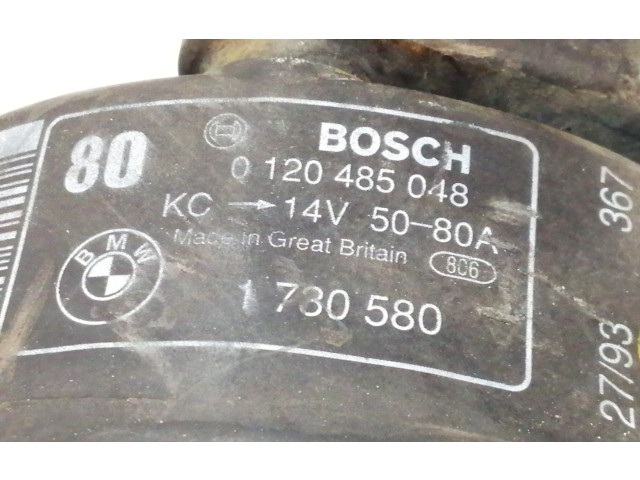 80
BOSCH
0 120 485 048
KC → 14V 50-80A
Made in Great Britain 806
BMW
1 730 580
27/93 367